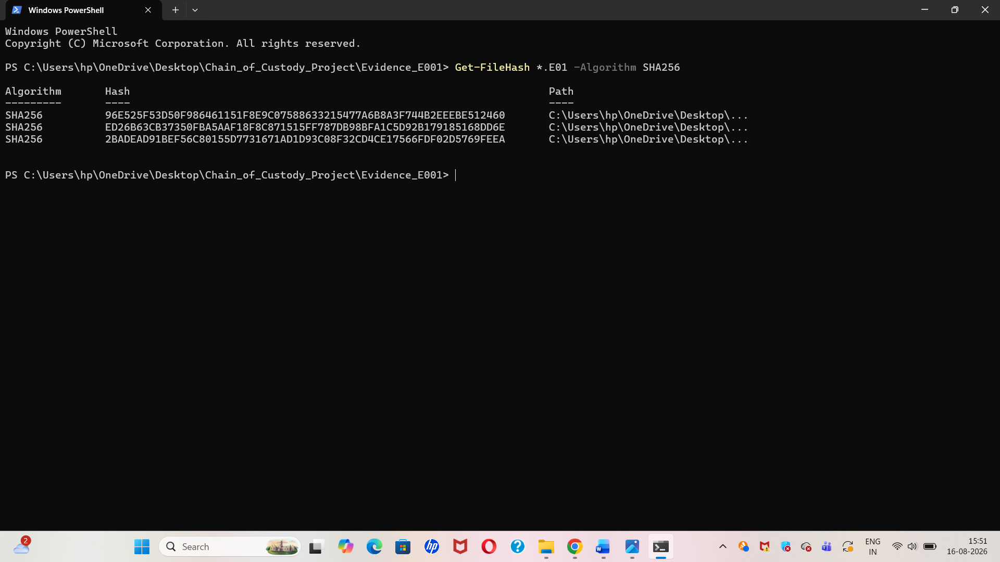 Windows PowerShell
Windows PowerShell
Copyright (C) Microsoft Corporation. All rights reserved.
PS C:\Users\hp\OneDrive\Desktop\Chain_of_Custody_Project\Evidence_E001> Get-FileHash *.E01 -Algorithm SHA256
Algorithm Hash Path
--------- ---- ----
SHA256 96E525F53D50F986461151F8E9C07588633215477A6B8A3F744B2EEEBE512460 C:\Users\hp\OneDrive\Desktop\...
SHA256 ED26B63CB37350FBA5AAF18F8C871515FF787DB98BFA1C5D92B179185168DD6E C:\Users\hp\OneDrive\Desktop\...
SHA256 2BADEAD91BEF56C80155D7731671AD1D93C08F32CD4CE17566FDF02D5769FEEA C:\Users\hp\OneDrive\Desktop\...
PS C:\Users\hp\OneDrive\Desktop\Chain_of_Custody_Project\Evidence_E001>
2
Search
hp
W
T
ENG
IN
15:51
16-08-2026